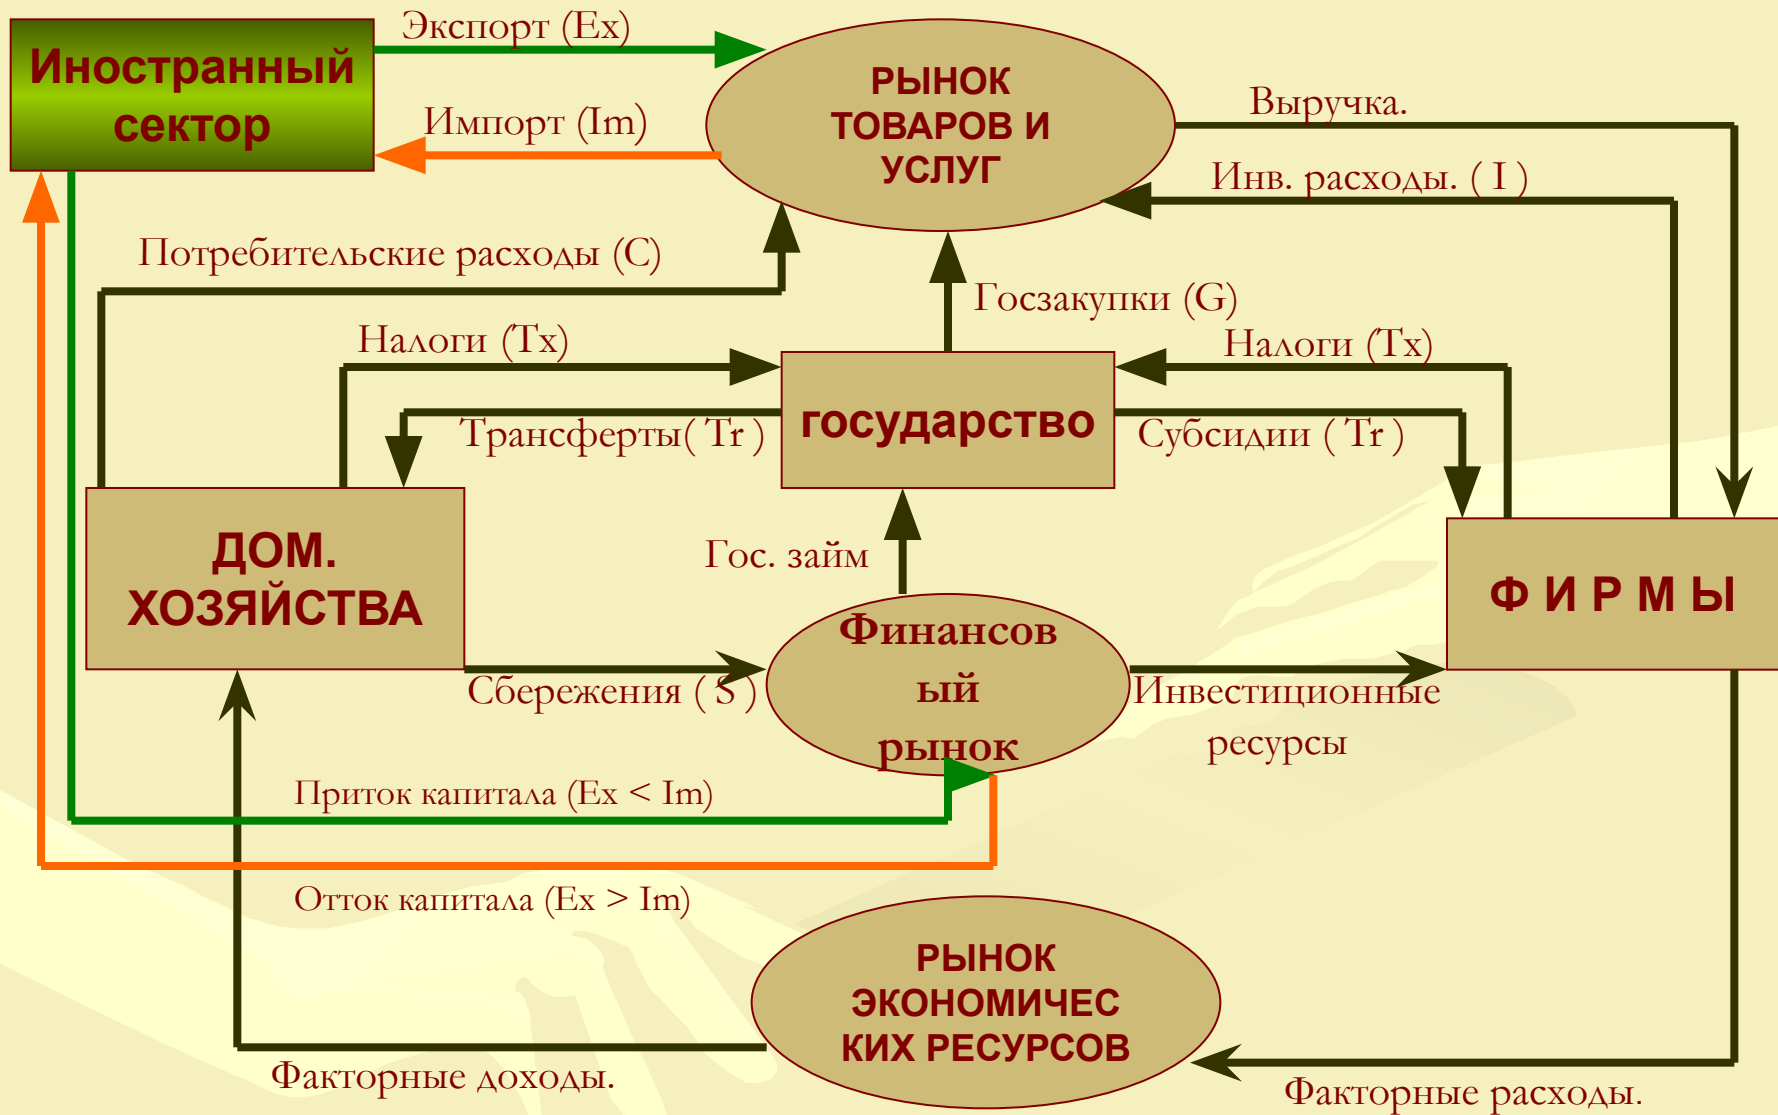 Экспорт (Ex)
Иностранный
сектор
Импорт (Im)
РЫНОК
ТОВАРОВ И
УСЛУГ
Выручка.
Инв. расходы. ( I )
Потребительские расходы (С)
Госзакупки (G)
Налоги (Тх)
Налоги (Тх)
государство
Трансферты( Tr )
Субсидии ( Tr )
ДОМ.
ХОЗЯЙСТВА
Гос. займ
Ф И Р М Ы
Финансов
ый
рынок
Сбережения ( S )
Инвестиционные
ресурсы
Приток капитала (Ex < Im)
Отток капитала (Ex > Im)
РЫНОК
ЭКОНОМИЧЕС
КИХ РЕСУРСОВ
Факторные доходы.
Факторные расходы.